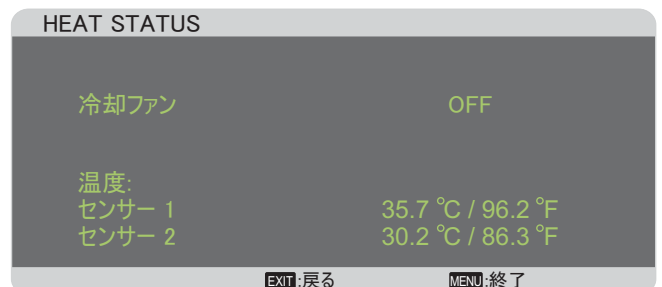 HEAT STATUS
冷却ファン OFF
温度:
センサー 1 35.7 ℃ / 96.2 ℉
センサー 2 30.2 ℃ / 86.3 ℉
EXIT:戻る MENU:終了